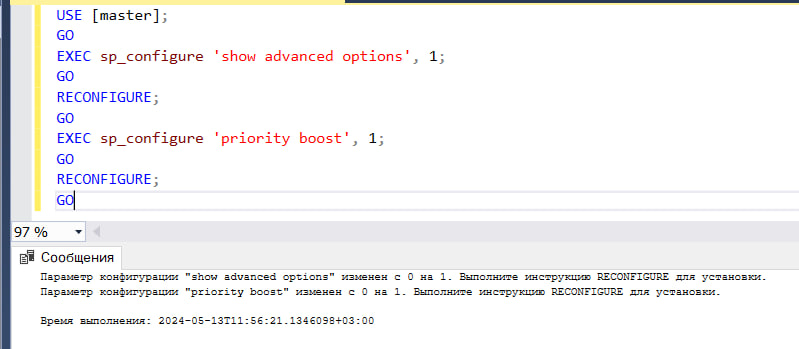 USE [master];
GO
EXEC sp_configure 'show advanced options', 1;
GO
RECONFIGURE;
GO
EXEC sp_configure 'priority boost', 1;
GO
RECONFIGURE;
GO
97 %
Сообщения
Параметр конфигурации "show advanced options" изменен с 0 на 1. Выполните инструкцию RECONFIGURE для установки.
Параметр конфигурации "priority boost" изменен с 0 на 1. Выполните инструкцию RECONFIGURE для установки.
Время выполнения: 2024-05-13T11:56:21.1346098+03:00